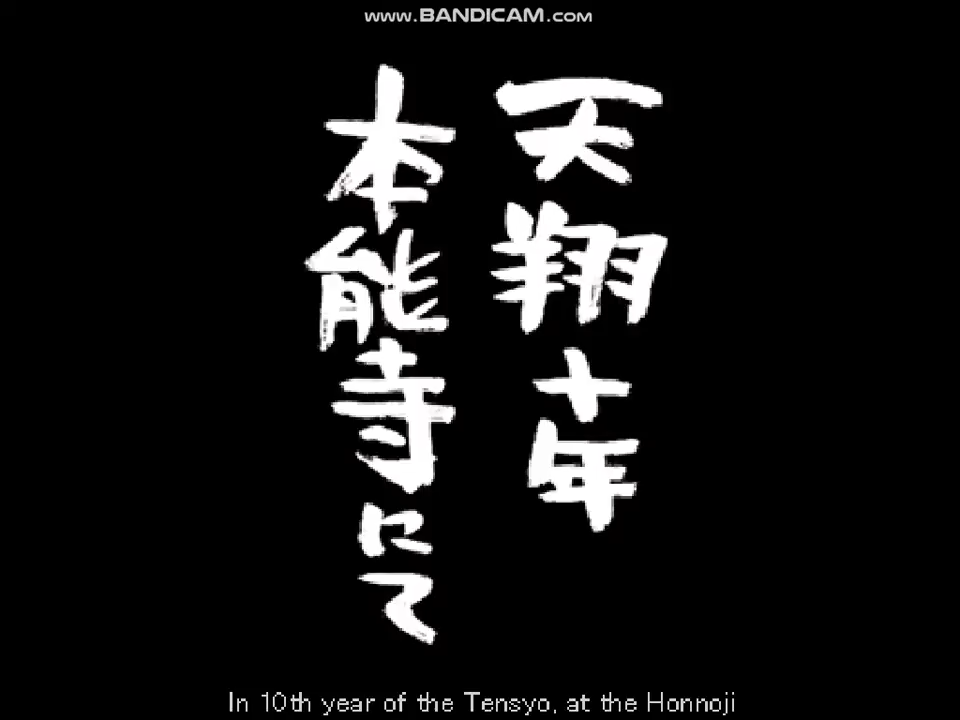 www.BANDICAM.com
天翔十年
本能寺にて
In 10th year of the Tensyo, at the Honnoji